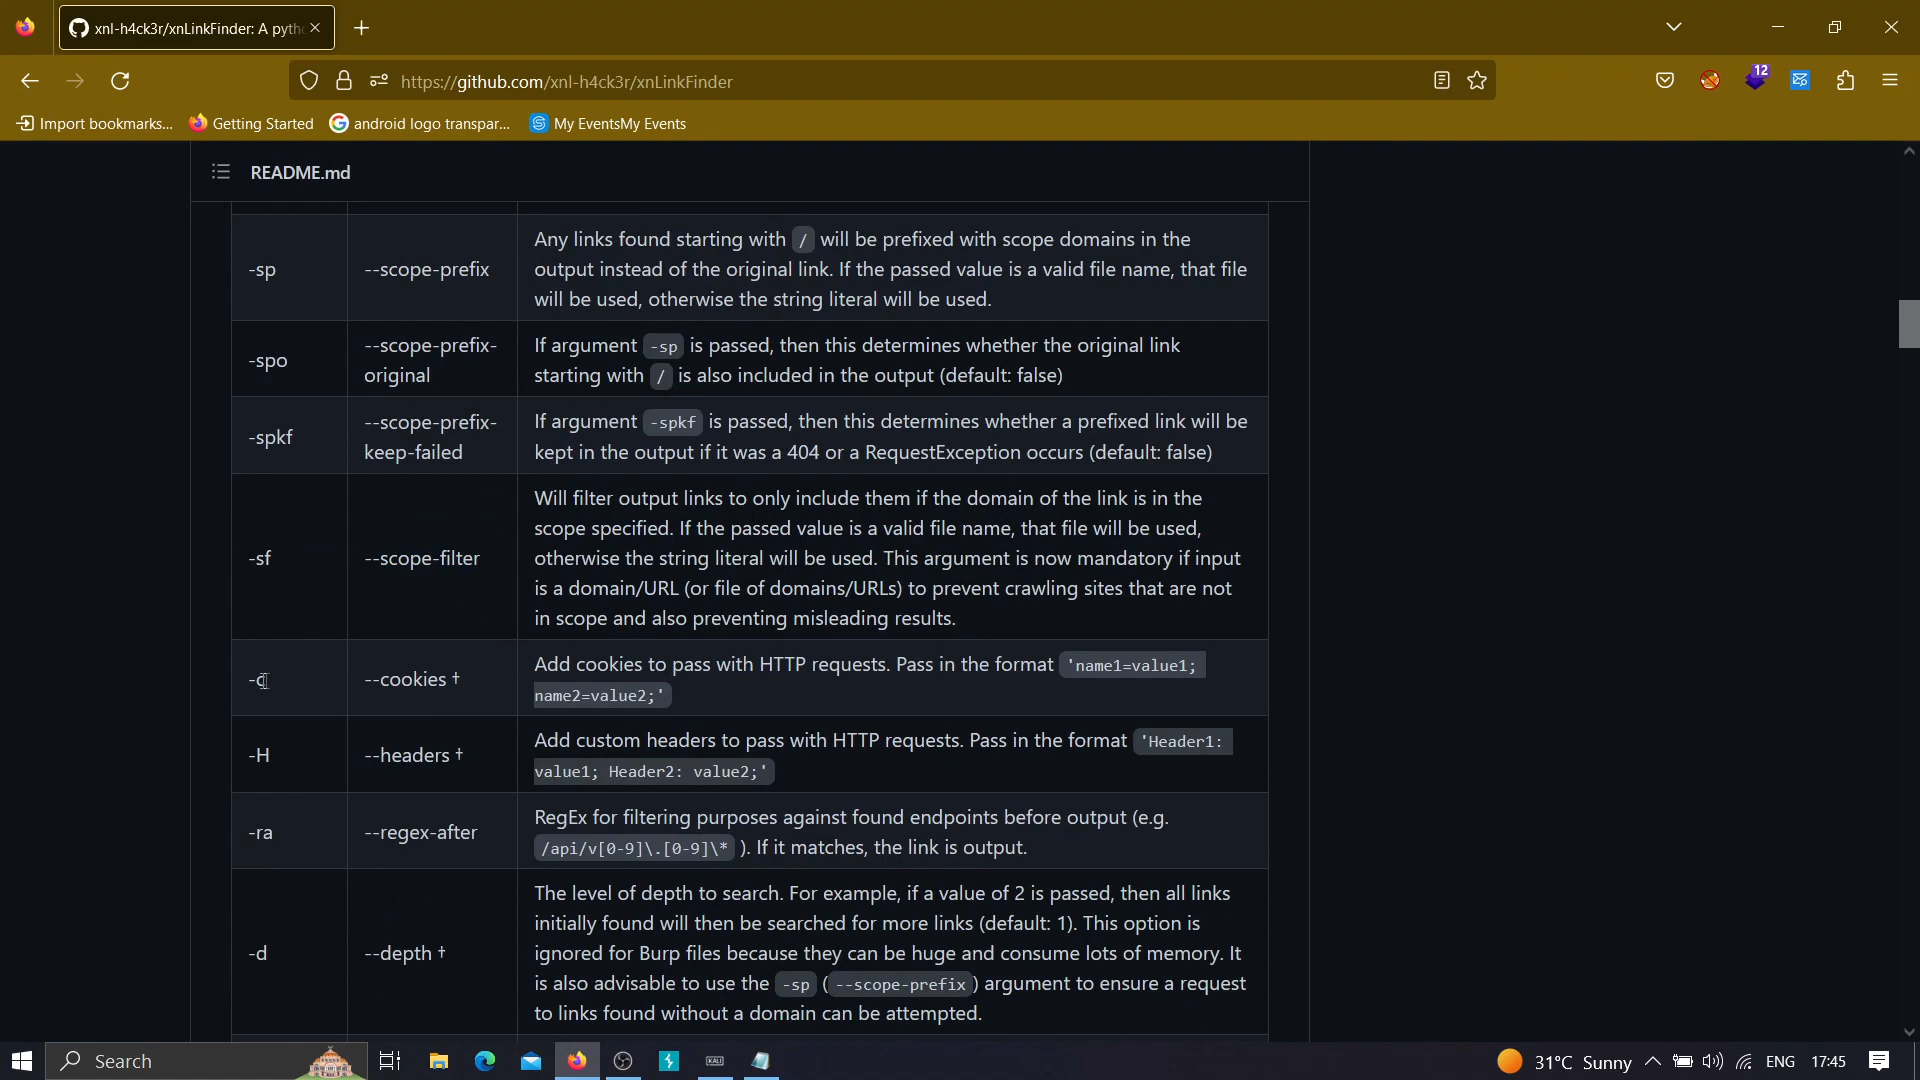 xnl-h4ck3r/xnLinkFinder: A pyth
https://github.com/xnl-h4ck3r/xnLinkFinder
12
Import bookmarks...
Getting Started
android logo transpar...
My EventsMy Events
README.md
-sp
--scope-prefix
Any links found starting with / will be prefixed with scope domains in the
output instead of the original link. If the passed value is a valid file name, that file
will be used, otherwise the string literal will be used.
-spo
--scope-prefix-
original
If argument -sp is passed, then this determines whether the original link
starting with / is also included in the output (default: false)
-spkf
--scope-prefix-
keep-failed
If argument -spkf is passed, then this determines whether a prefixed link will be
kept in the output if it was a 404 or a RequestException occurs (default: false)
-sf
--scope-filter
Will filter output links to only include them if the domain of the link is in the
scope specified. If the passed value is a valid file name, that file will be used,
otherwise the string literal will be used. This argument is now mandatory if input
is a domain/URL (or file of domains/URLs) to prevent crawling sites that are not
in scope and also preventing misleading results.
-c
--cookies †
Add cookies to pass with HTTP requests. Pass in the format 'name1=value1;
name2=value2;'
-H
--headers †
Add custom headers to pass with HTTP requests. Pass in the format 'Header1:
value1; Header2: value2;'
-ra
--regex-after
RegEx for filtering purposes against found endpoints before output (e.g.
/api/v[0-9]\.[0-9]\* ). If it matches, the link is output.
-d
--depth †
The level of depth to search. For example, if a value of 2 is passed, then all links
initially found will then be searched for more links (default: 1). This option is
ignored for Burp files because they can be huge and consume lots of memory. It
is also advisable to use the -sp ( --scope-prefix ) argument to ensure a request
to links found without a domain can be attempted.
Search
KALI
31°C Sunny
ENG
17:45